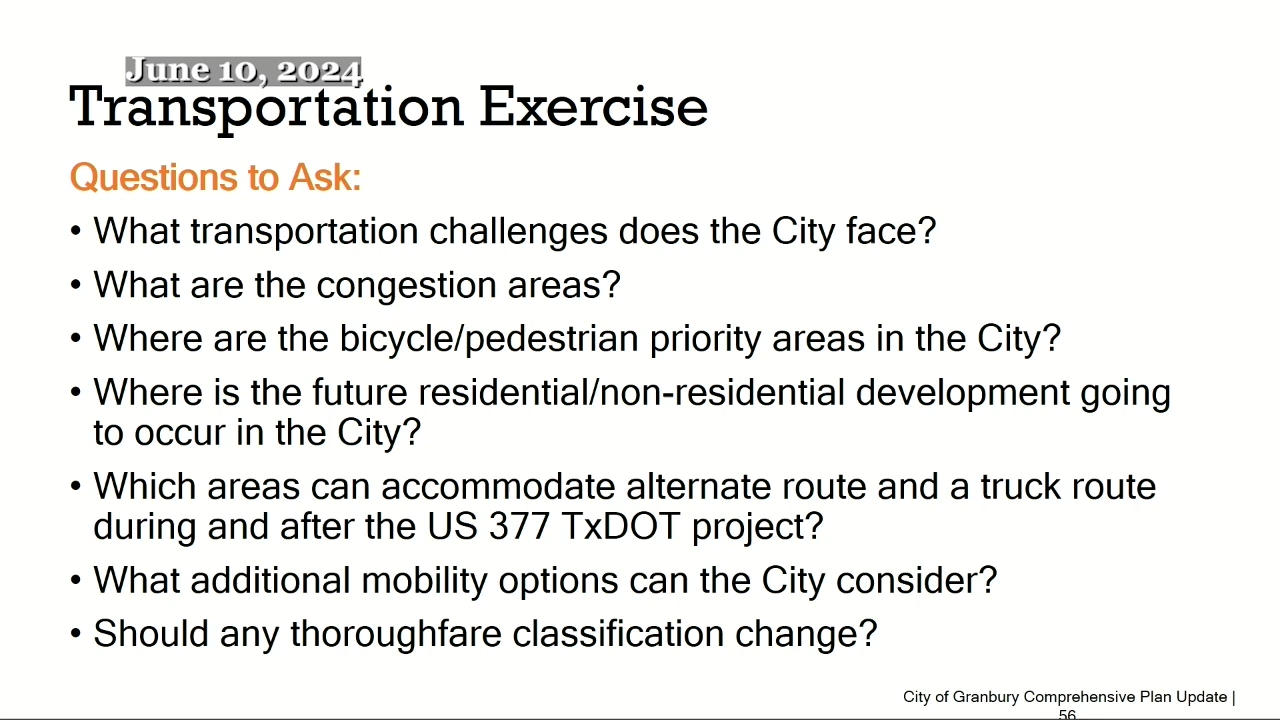 June 10, 2024
Transportation Exercise
Questions to Ask:
• What transportation challenges does the City face?
• What are the congestion areas?
• Where are the bicycle/pedestrian priority areas in the City?
• Where is the future residential/non-residential development going
to occur in the City?
• Which areas can accommodate alternate route and a truck route
during and after the US 377 TxDOT project?
• What additional mobility options can the City consider?
• Should any thoroughfare classification change?
City of Granbury Comprehensive Plan Update |
56